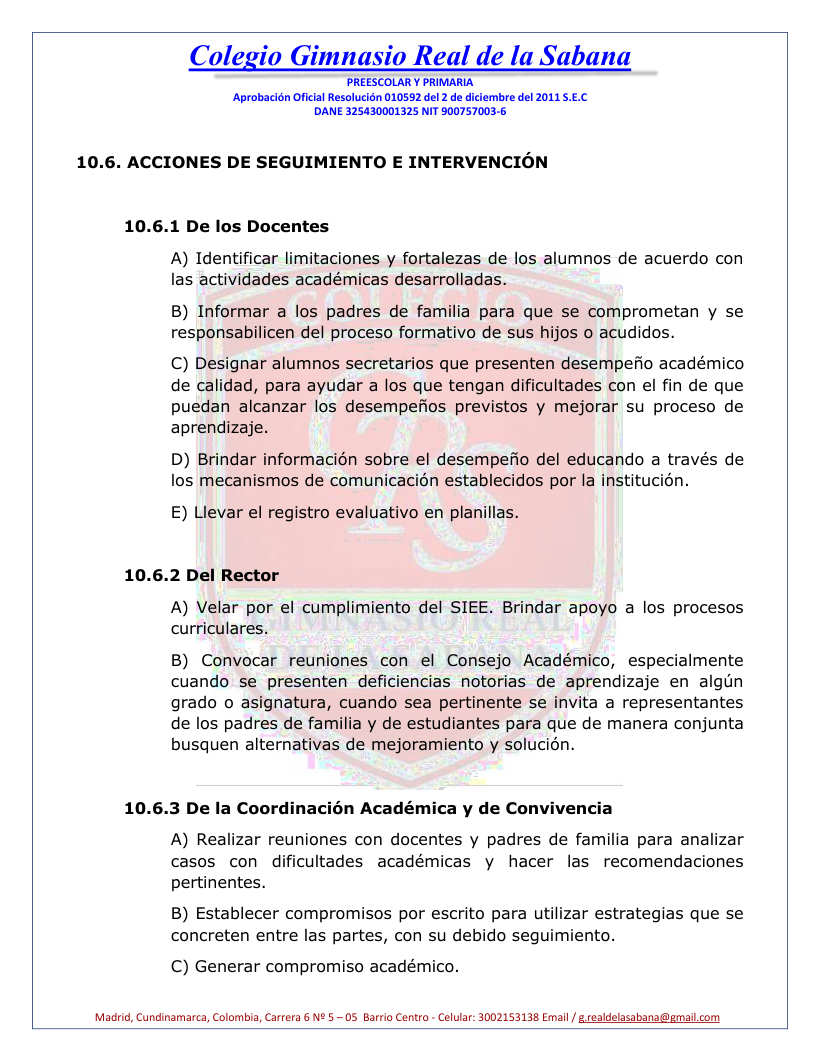 Colegio Gimnasio Real de la Sabana
PREESCOLAR Y PRIMARIA
Aprobación Oficial Resolución 010592 del 2 de diciembre del 2011 S.E.C
DANE 325430001325 NIT 900757003-6
10.6. ACCIONES DE SEGUIMIENTO E INTERVENCIÓN
10.6.1 De los Docentes
A) Identificar limitaciones y fortalezas de los alumnos de acuerdo con
las actividades académicas desarrolladas.
B) Informar a los padres de familia para que se comprometan y se
responsabilicen del proceso formativo de sus hijos o acudidos.
C) Designar alumnos secretarios que presenten desempeño académico
de calidad, para ayudar a los que tengan dificultades con el fin de que
puedan alcanzar los desempeños previstos y mejorar su proceso de
aprendizaje.
D) Brindar información sobre el desempeño del educando a través de
los mecanismos de comunicación establecidos por la institución.
E) Llevar el registro evaluativo en planillas.
10.6.2 Del Rector
A) Velar por el cumplimiento del SIEE. Brindar apoyo a los procesos
curriculares.
B) Convocar reuniones con el Consejo Académico, especialmente
cuando se presenten deficiencias notorias de aprendizaje en algún
grado o asignatura, cuando sea pertinente se invita a representantes
de los padres de familia y de estudiantes para que de manera conjunta
busquen alternativas de mejoramiento y solución.
10.6.3 De la Coordinación Académica y de Convivencia
A) Realizar reuniones con docentes y padres de familia para analizar
casos con dificultades académicas y hacer las recomendaciones
pertinentes.
B) Establecer compromisos por escrito para utilizar estrategias que se
concreten entre las partes, con su debido seguimiento.
C) Generar compromiso académico.
Madrid, Cundinamarca, Colombia, Carrera 6 Nº 5 – 05 Barrio Centro - Celular: 3002153138 Email / g.realdelasabana@gmail.com
COLEGIO
GRS
GIMNASIO REAL
DE LA SABANA